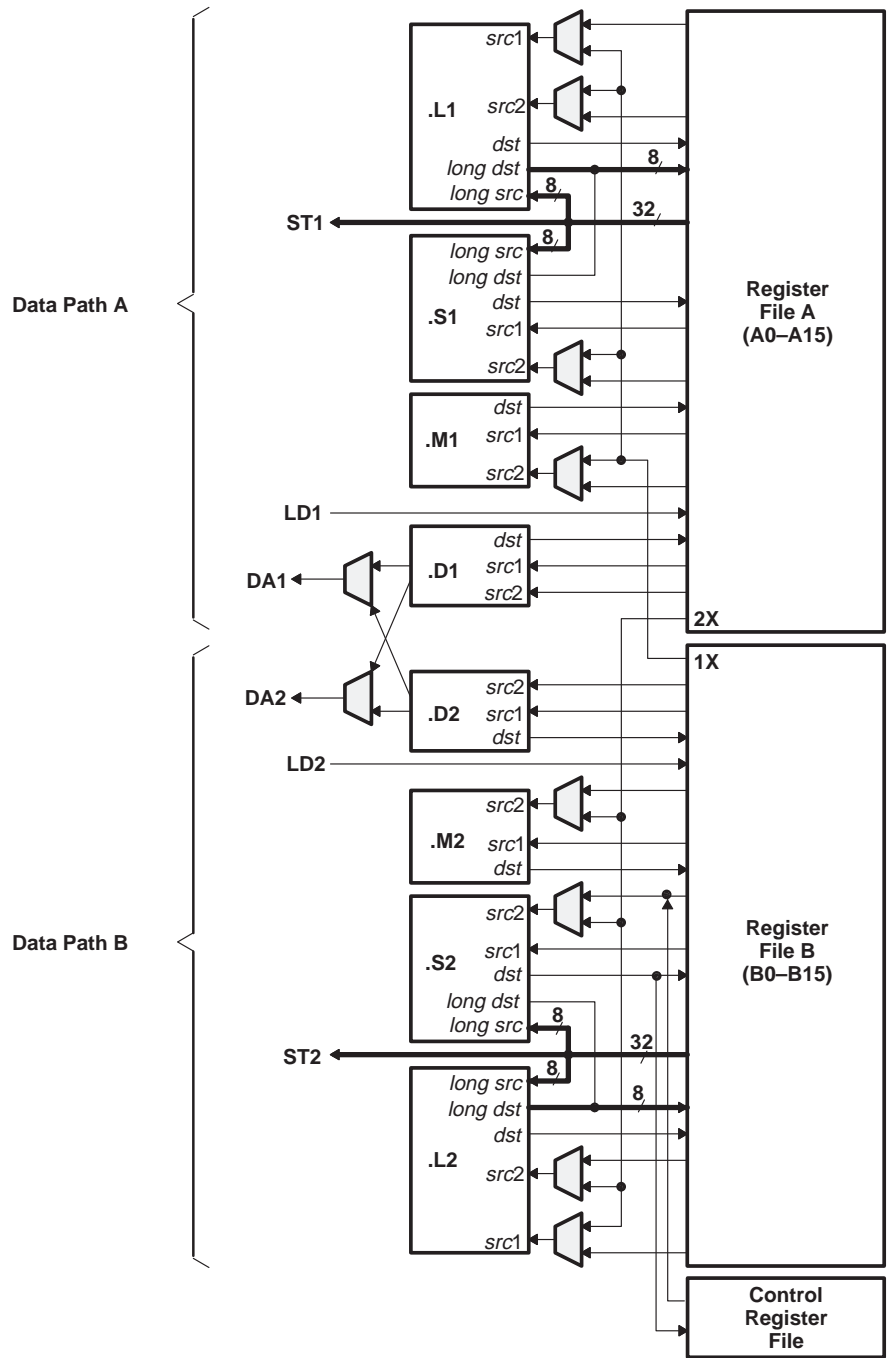 src1
.L1
src2
dst
long dst
8
long src
8
ST1
32
8
long src
long dst
Data Path A
dst
.S1
src1
src2
Register
File A
(A0–A15)
dst
.M1
src1
src2
LD1
dst
.D1
src1
src2
DA1
2X
1X
DA2
src2
.D2
src1
dst
LD2
src2
.M2
src1
dst
src2
Data Path B
.S2
src1
dst
long dst
8
long src
Register
File B
(B0–B15)
ST2
32
8
long src
long dst
8
dst
.L2
src2
src1
Control
Register
File